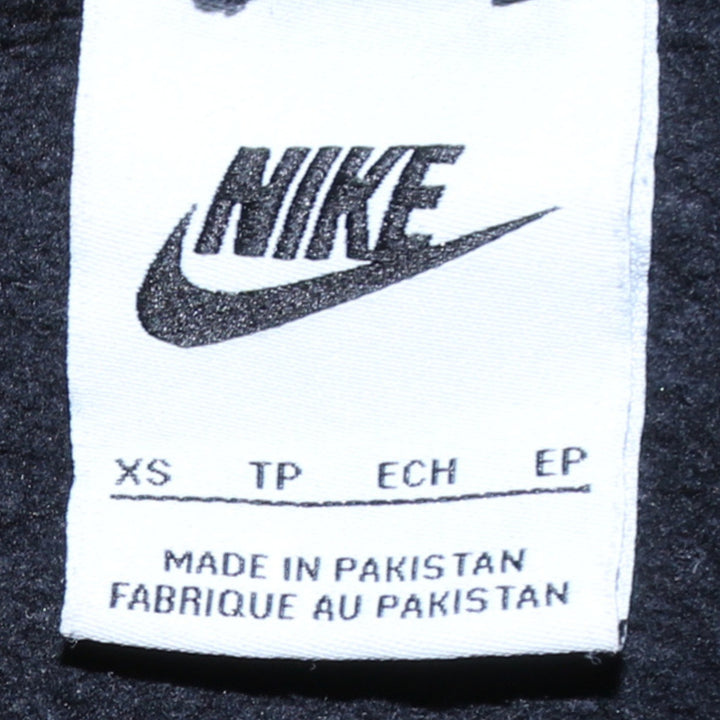 NIKE
XS TP ECH EP
MADE IN PAKISTAN
FABRIQUE AU PAKISTAN